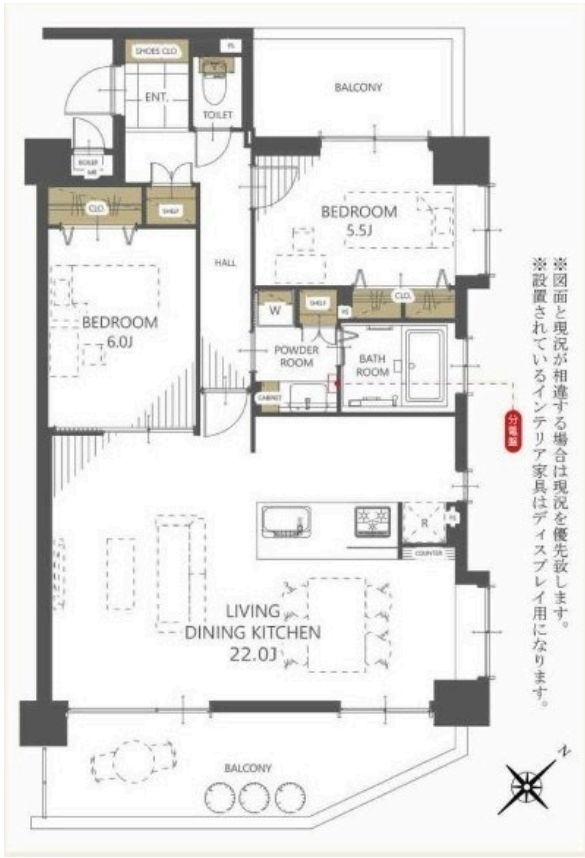 SHOES CLO
PS
ENT.
TOILET
BALCONY
BOILER
MB
CLO.
SHELF
BEDROOM
5.5J
HALL
BEDROOM
6.0J
W
SHELF
PS
CLO.
POWDER
ROOM
BATH
ROOM
CABINET
分電盤
R
PS
COUNTER
LIVING
DINING KITCHEN
22.0J
BALCONY
N
※図面と現況が相違する場合は現況を優先致します。
※設置されているインテリア家具はディスプレイ用になります。